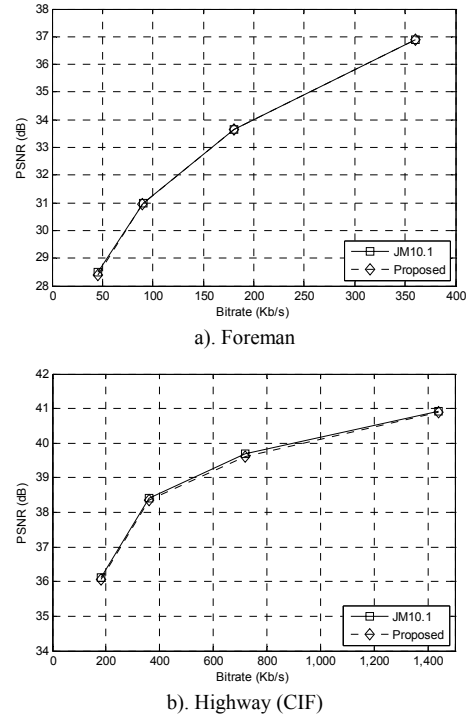 38
37
36
35
34
33
32
31
30
29
28
PSNR (dB)
0 50 100 150 200 250 300 350 400
Bitrate (Kb/s)
JM10.1
Proposed
a). Foreman
42
41
40
39
38
37
36
35
34
PSNR (dB)
0 200 400 600 800 1,000 1,200 1,400
Bitrate (Kb/s)
JM10.1
Proposed
b). Highway (CIF)